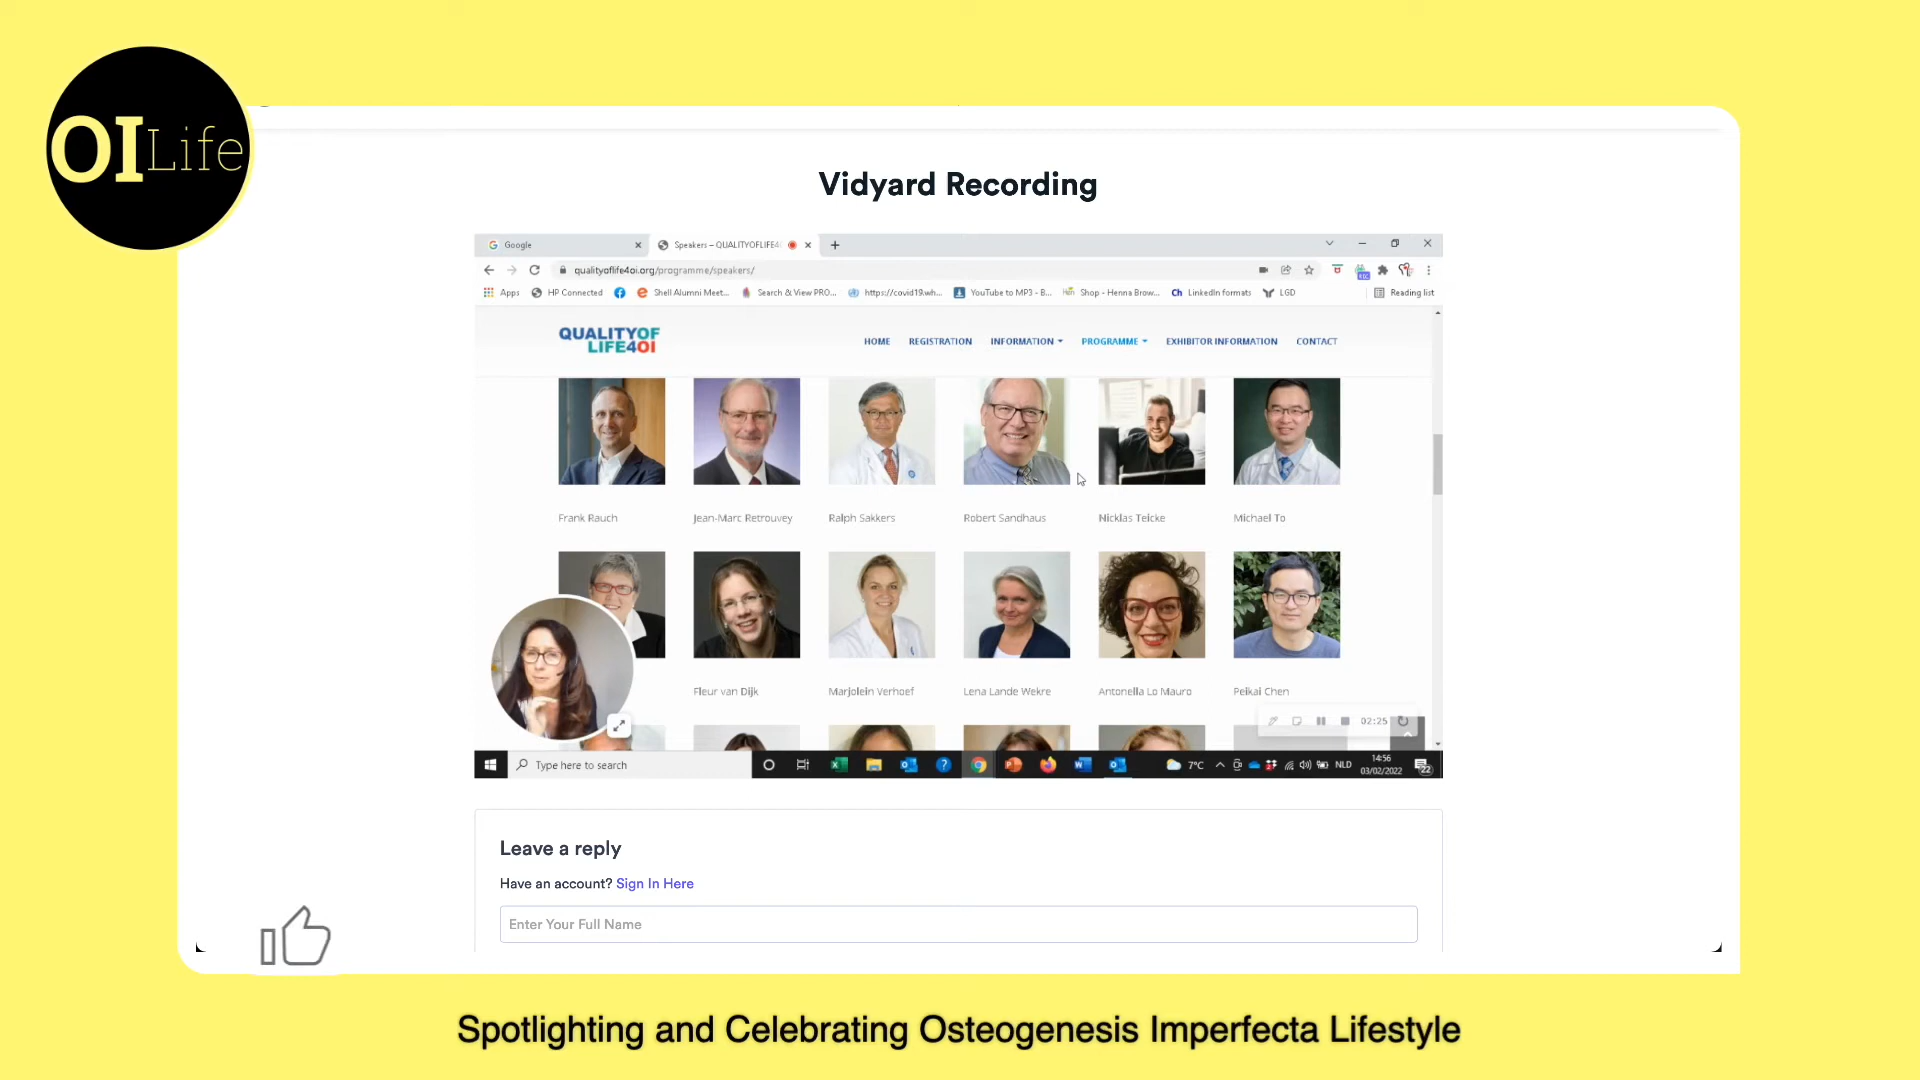 OI Life
Vidyard Recording
Google
Speakers – QUALITYOFLIFE4
qualityoflife4oi.org/programme/speakers/
Apps
HP Connected
Shell Alumni Meet...
Search & View PRO...
https://covid19.wh...
YouTube to MP3 - B...
Shop - Henna Brow...
LinkedIn formats
LGD
Reading list
QUALITYOF
LIFE4OI
HOME
REGISTRATION
INFORMATION
PROGRAMME
EXHIBITOR INFORMATION
CONTACT
Frank Rauch
Jean-Marc Retrouvey
Ralph Sakkers
Robert Sandhaus
Nicklas Teicke
Michael To
Fleur van Dijk
Marjolein Verhoef
Lena Lande Wekre
Antonella Lo Mauro
Peikai Chen
02:25
Type here to search
7°C
NLD
14:56
03/02/2022
22
Leave a reply
Have an account? Sign In Here
Enter Your Full Name
Spotlighting and Celebrating Osteogenesis Imperfecta Lifestyle